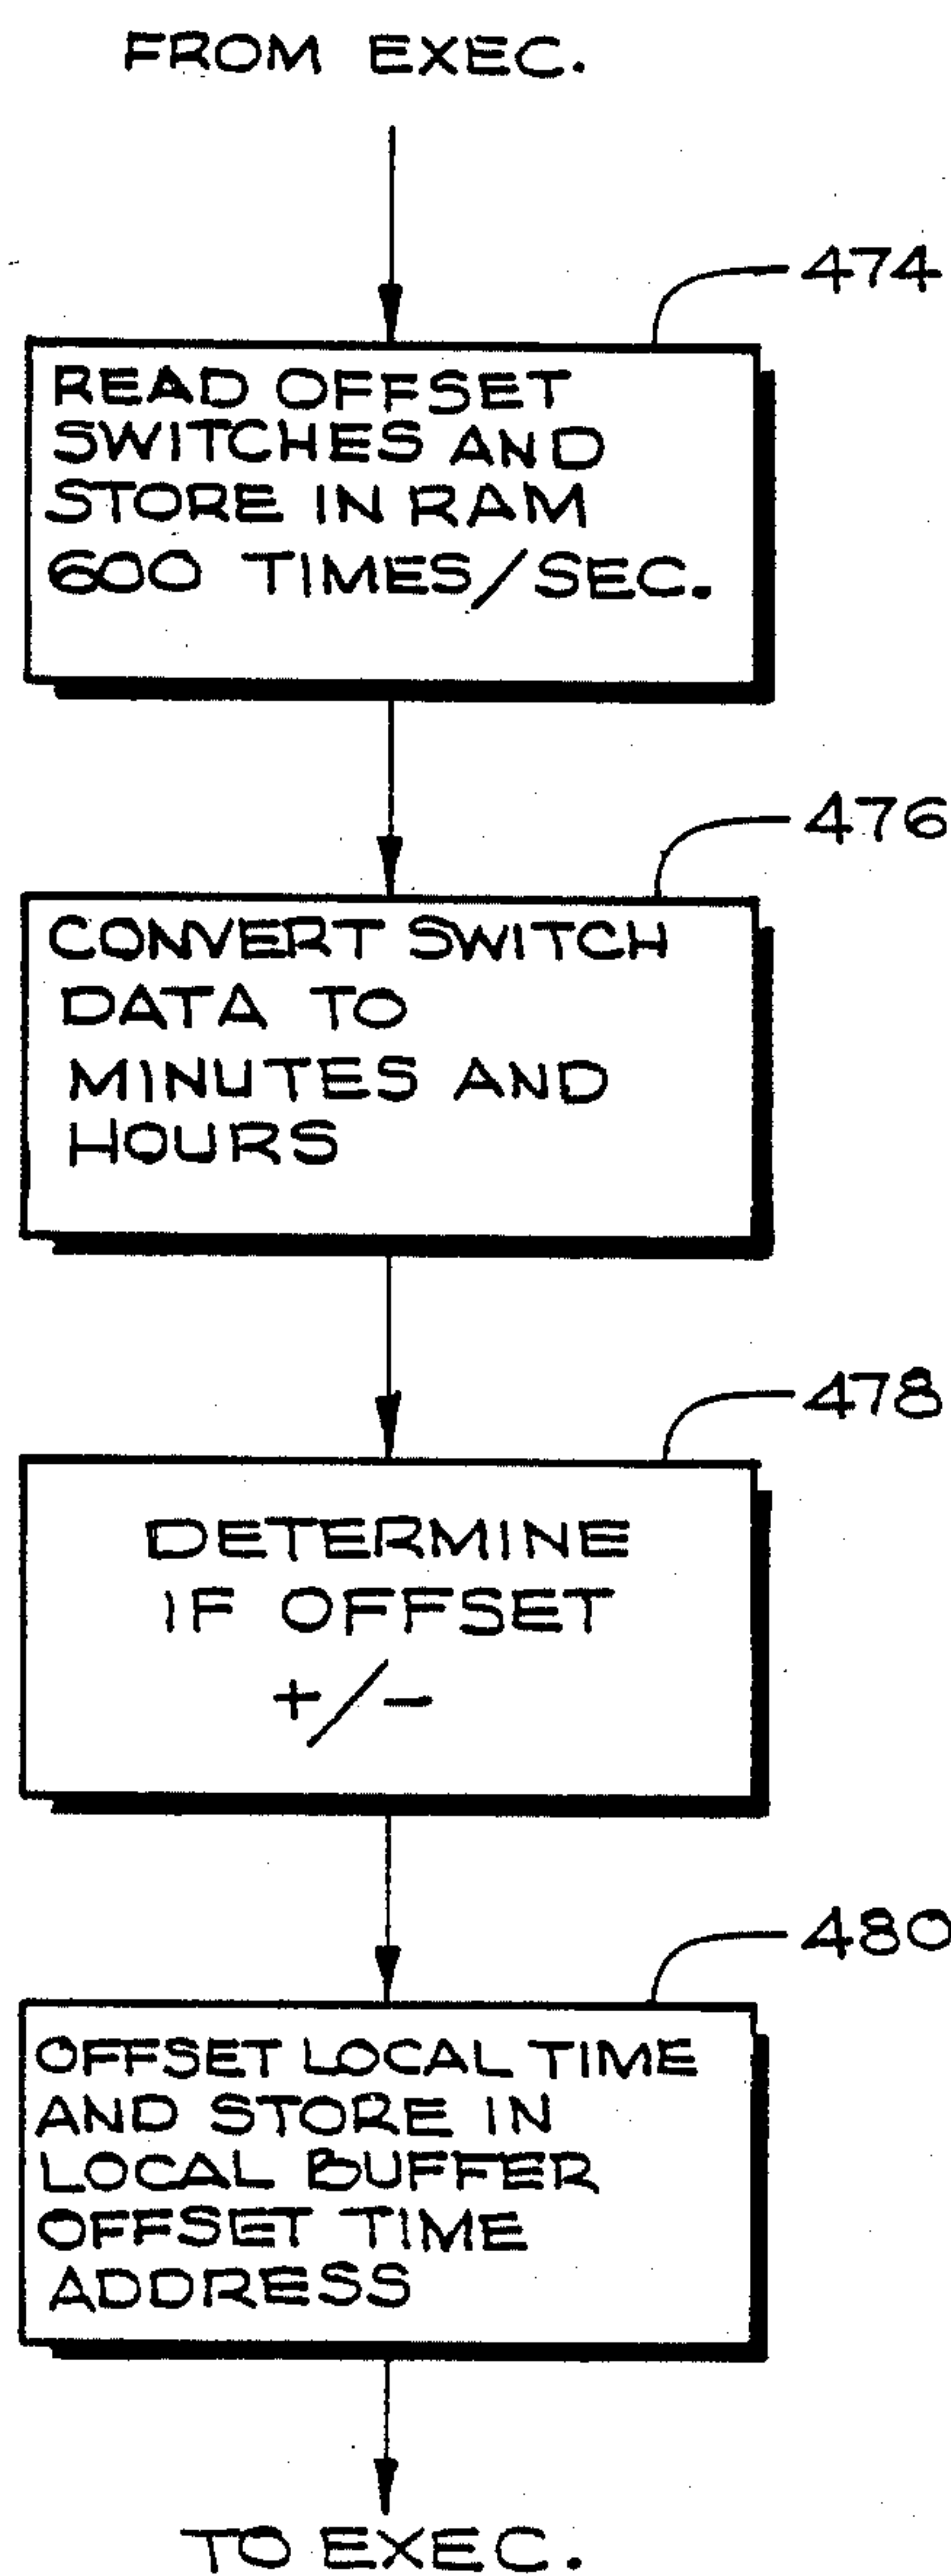 FROM EXEC.
474
READ OFFSET
SWITCHES AND
STORE IN RAM
600 TIMES/SEC.
476
CONVERT SWITCH
DATA TO
MINUTES AND
HOURS
478
DETERMINE
IF OFFSET
+/-
480
OFFSET LOCAL TIME
AND STORE IN
LOCAL BUFFER
OFFSET TIME
ADDRESS
TO EXEC.